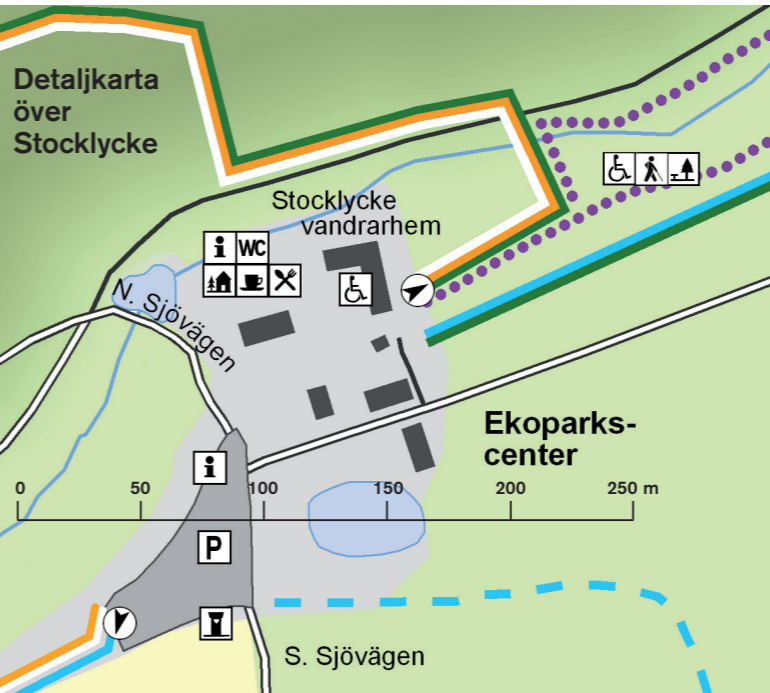 Detaljkarta
över
Stocklycke
Stocklycke
vandrarhem
i WC
N. Sjövägen
Ekoparks-
center
i
0 50 100 150 200 250 m
P
S. Sjövägen